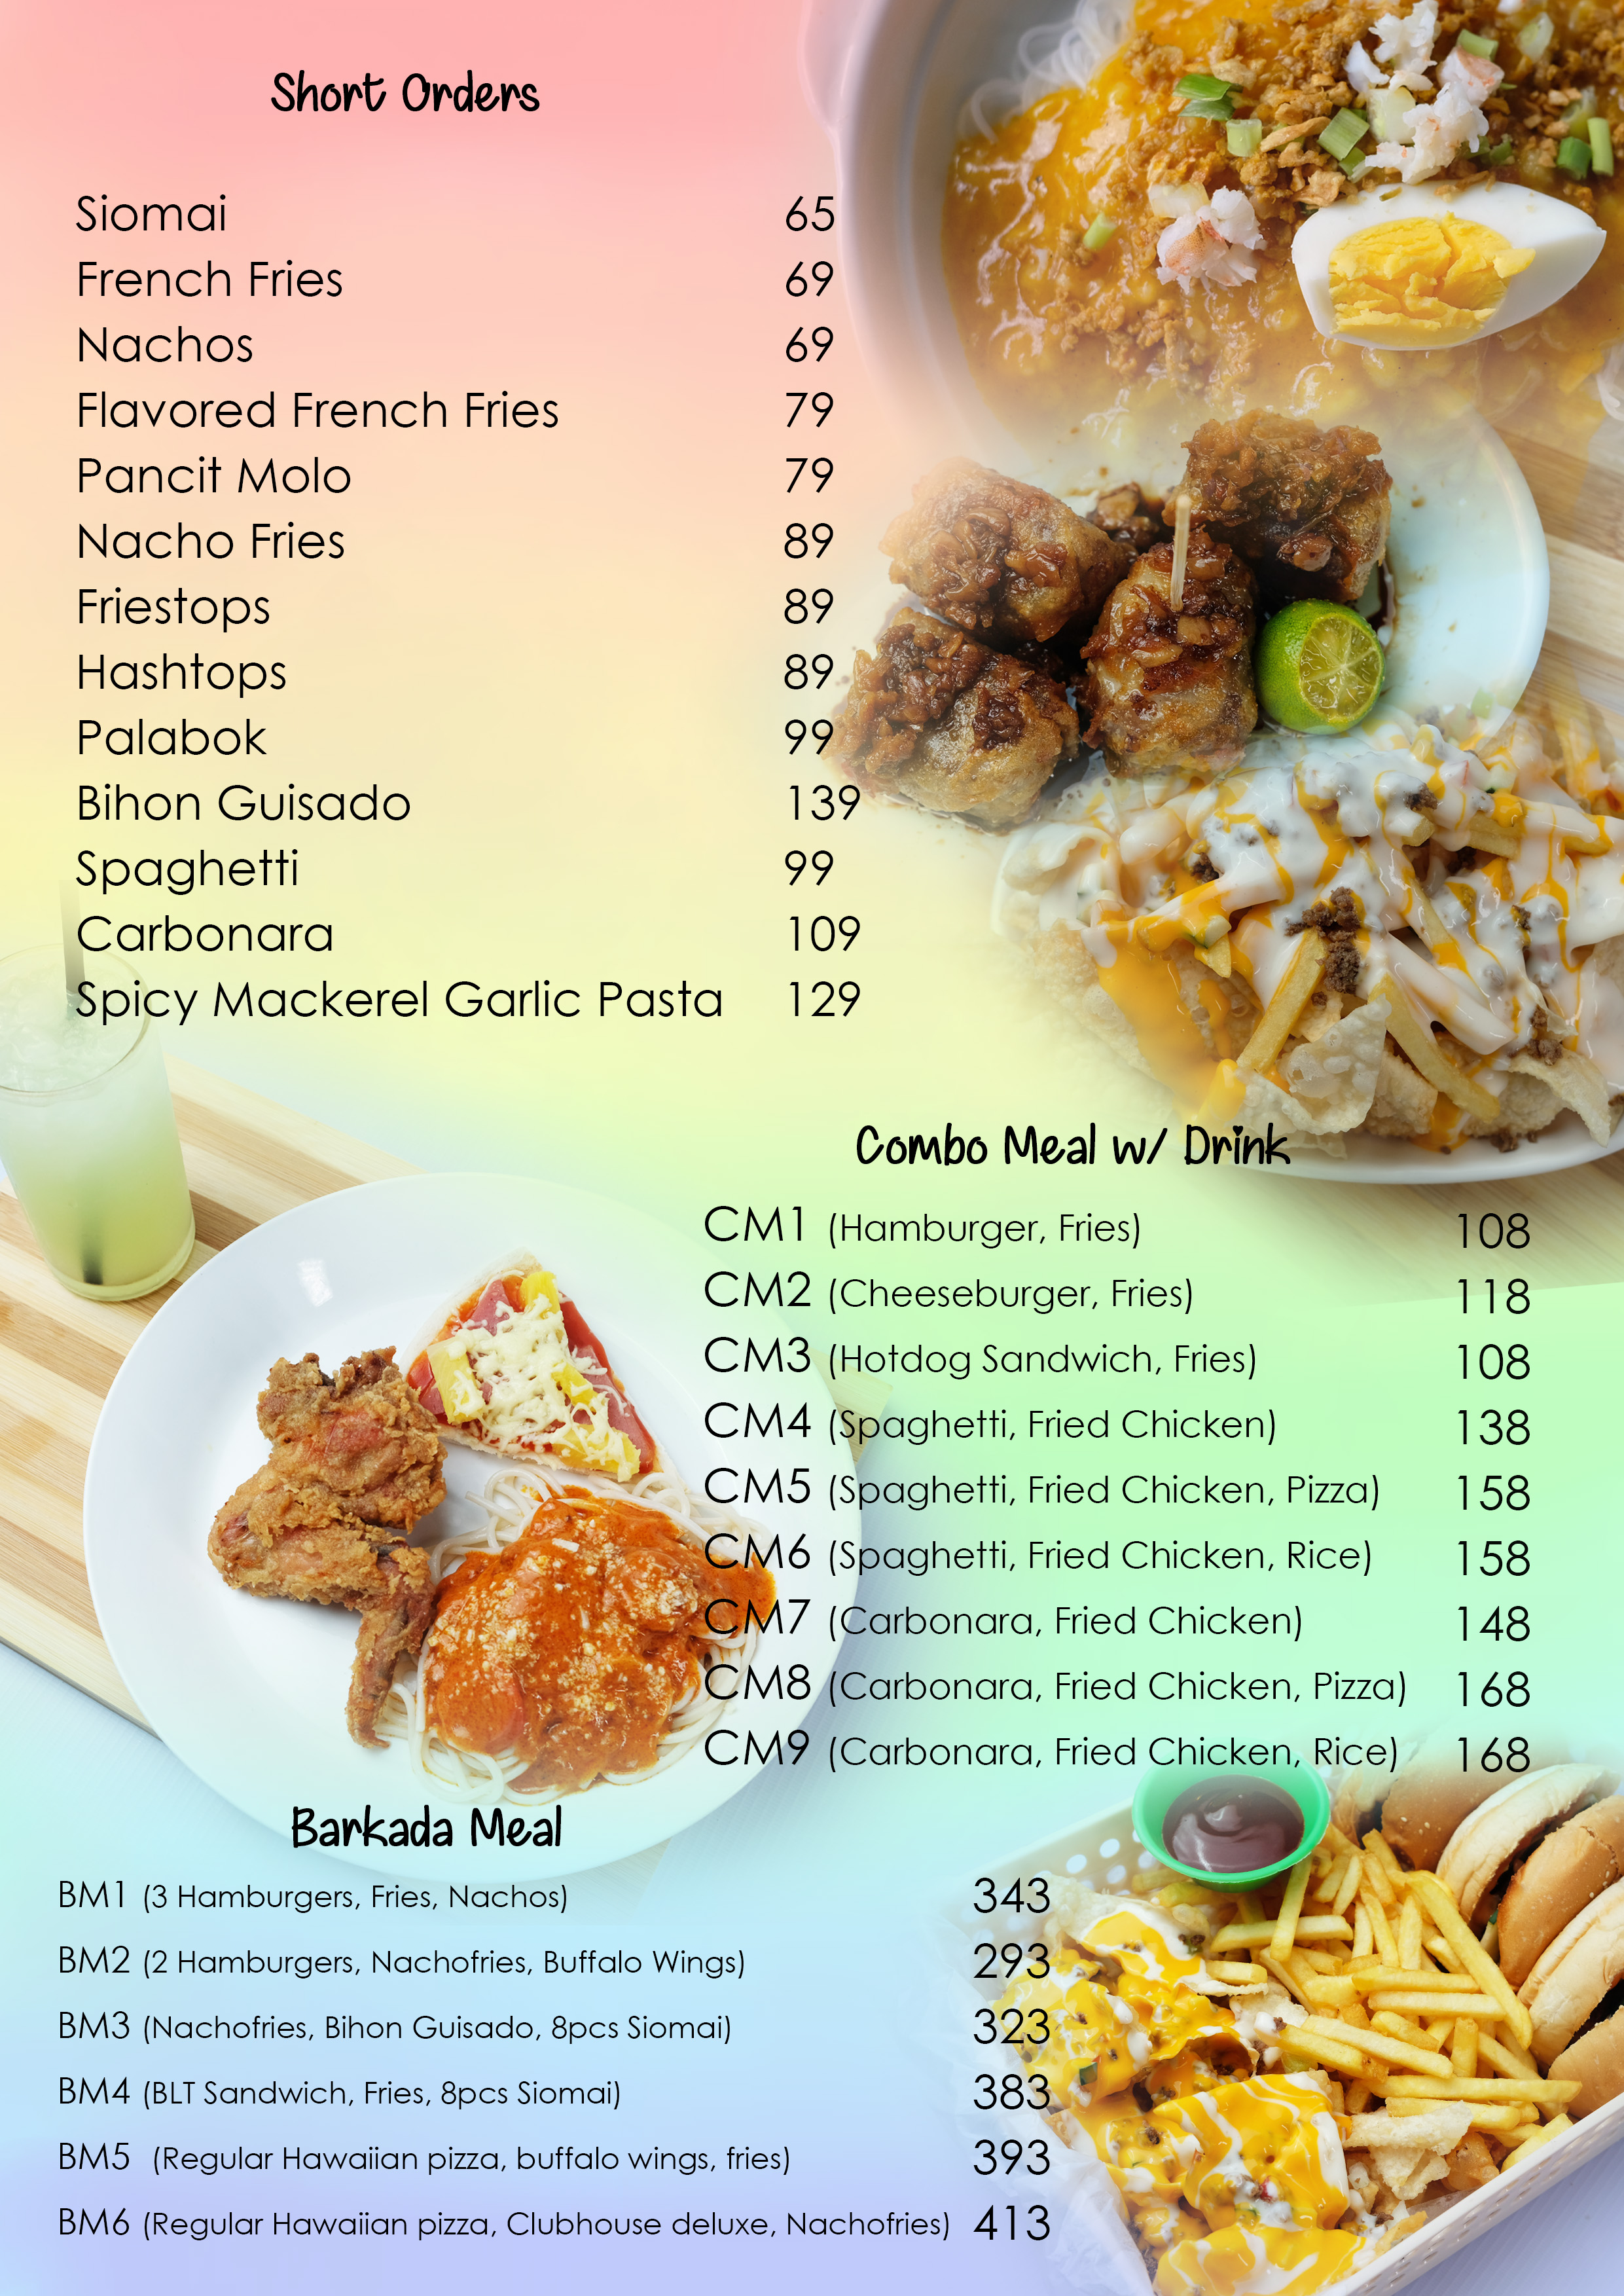 Short Orders
Siomai 65
French Fries 69
Nachos 69
Flavored French Fries 79
Pancit Molo 79
Nacho Fries 89
Friestops 89
Hashtops 89
Palabok 99
Bihon Guisado 139
Spaghetti 99
Carbonara 109
Spicy Mackerel Garlic Pasta 129
Combo Meal w/ Drink
CM1 (Hamburger, Fries) 108
CM2 (Cheeseburger, Fries) 118
CM3 (Hotdog Sandwich, Fries) 108
CM4 (Spaghetti, Fried Chicken) 138
CM5 (Spaghetti, Fried Chicken, Pizza) 158
CM6 (Spaghetti, Fried Chicken, Rice) 158
CM7 (Carbonara, Fried Chicken) 148
CM8 (Carbonara, Fried Chicken, Pizza) 168
CM9 (Carbonara, Fried Chicken, Rice) 168
Barkada Meal
BM1 (3 Hamburgers, Fries, Nachos) 343
BM2 (2 Hamburgers, Nachofries, Buffalo Wings) 293
BM3 (Nachofries, Bihon Guisado, 8pcs Siomai) 323
BM4 (BLT Sandwich, Fries, 8pcs Siomai) 383
BM5 (Regular Hawaiian pizza, buffalo wings, fries) 393
BM6 (Regular Hawaiian pizza, Clubhouse deluxe, Nachofries) 413